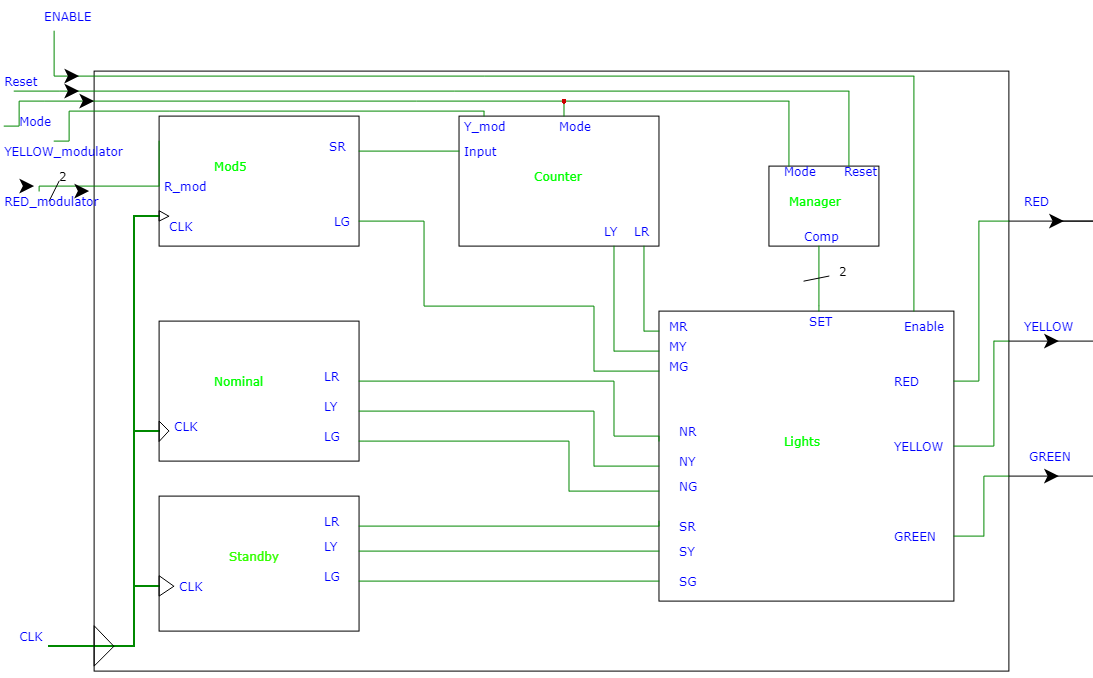 ENABLE
Reset
Mode
YELLOW_modulator
2
RED_modulator
Mod5
SR
R_mod
LG
CLK
Y_mod
Mode
Input
Counter
LY
LR
Mode
Reset
Manager
Comp
2
RED
YELLOW
GREEN
Nominal
LR
LY
LG
CLK
Standby
LR
LY
LG
CLK
CLK
SET
Enable
MR
MY
MG
NR
NY
NG
SR
SY
SG
Lights
RED
YELLOW
GREEN